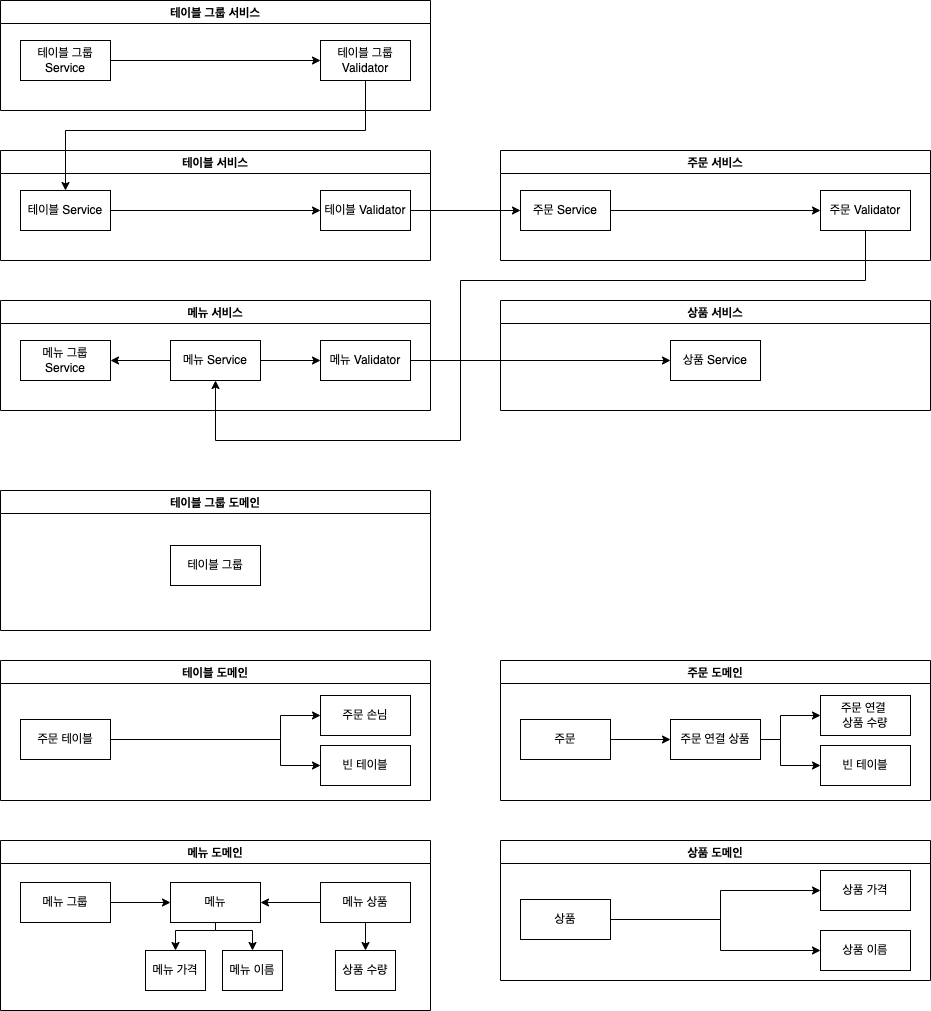 테이블 그룹 서비스
테이블 그룹
Service
테이블 그룹
Validator
테이블 서비스
테이블 Service
테이블 Validator
주문 서비스
주문 Service
주문 Validator
메뉴 서비스
메뉴 그룹
Service
메뉴 Service
메뉴 Validator
상품 서비스
상품 Service
테이블 그룹 도메인
테이블 그룹
테이블 도메인
주문 테이블
주문 손님
빈 테이블
주문 도메인
주문
주문 연결 상품
주문 연결
상품 수량
빈 테이블
메뉴 도메인
메뉴 그룹
메뉴
메뉴 상품
메뉴 가격
메뉴 이름
상품 수량
상품 도메인
상품
상품 가격
상품 이름